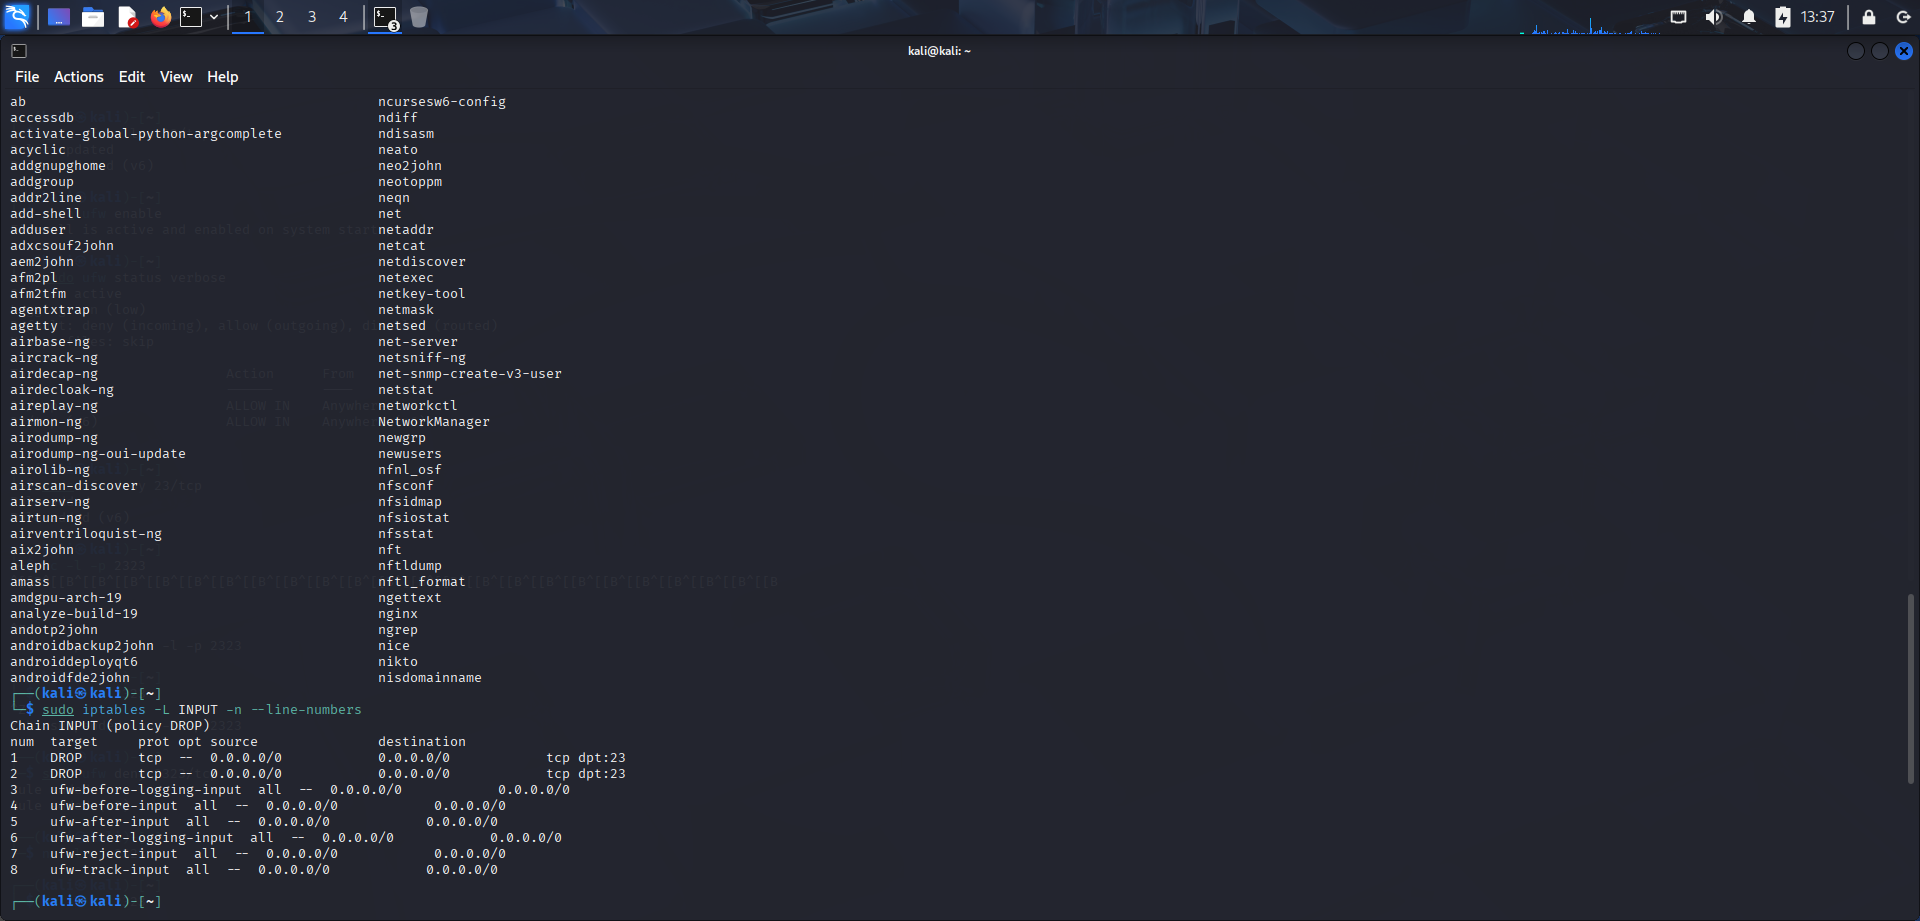 1 2 3 4 3 13:37
kali@kali: ~
File Actions Edit View Help
ab ncursesw6-config
accessdb ndiff
activate-global-python-argcomplete ndisasm
acyclic neato
addgnupghome neo2john
addgroup neotoppm
addr2line neqn
add-shell net
adduser netaddr
adxcsouf2john netcat
aem2john netdiscover
afm2pl netexec
afm2tfm netkey-tool
agentxtrap netmask
agetty netsed
airbase-ng net-server
aircrack-ng netsniff-ng
airdecap-ng net-snmp-create-v3-user
airdecloak-ng netstat
aireplay-ng networkctl
airmon-ng NetworkManager
airodump-ng newgrp
airodump-ng-oui-update newusers
airolib-ng nfnl_osf
airscan-discover nfsconf
airserv-ng nfsidmap
airtun-ng nfsiostat
airventriloquist-ng nfsstat
aix2john nft
aleph nftldump
amass nftl_format
amdgpu-arch-19 ngettext
analyze-build-19 nginx
andotp2john ngrep
androidbackup2john nice
androiddeployqt6 nikto
androidfde2john nisdomainname
┌──(kali㉿kali)-[~]
└─$ sudo iptables -L INPUT -n --line-numbers
Chain INPUT (policy DROP)
num target prot opt source destination
1 DROP tcp -- 0.0.0.0/0 0.0.0.0/0 tcp dpt:23
2 DROP tcp -- 0.0.0.0/0 0.0.0.0/0 tcp dpt:23
3 ufw-before-logging-input all -- 0.0.0.0/0 0.0.0.0/0
4 ufw-before-input all -- 0.0.0.0/0 0.0.0.0/0
5 ufw-after-input all -- 0.0.0.0/0 0.0.0.0/0
6 ufw-after-logging-input all -- 0.0.0.0/0 0.0.0.0/0
7 ufw-reject-input all -- 0.0.0.0/0 0.0.0.0/0
8 ufw-track-input all -- 0.0.0.0/0 0.0.0.0/0
┌──(kali㉿kali)-[~]